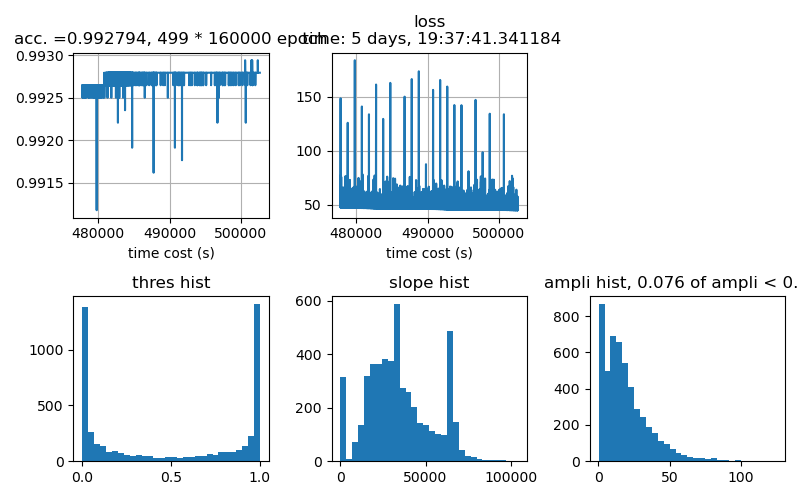 loss
acc. =0.992794, 499 * 160000 epoch
time: 5 days, 19:37:41.341184
0.9930
0.9925
0.9920
0.9915
480000 490000 500000
time cost (s)
150
100
50
480000 490000 500000
time cost (s)
thres hist
1000
500
0
0.0 0.5 1.0
slope hist
600
400
200
0
0 50000 100000
ampli hist, 0.076 of ampli < 0.
800
600
400
200
0
0 50 100